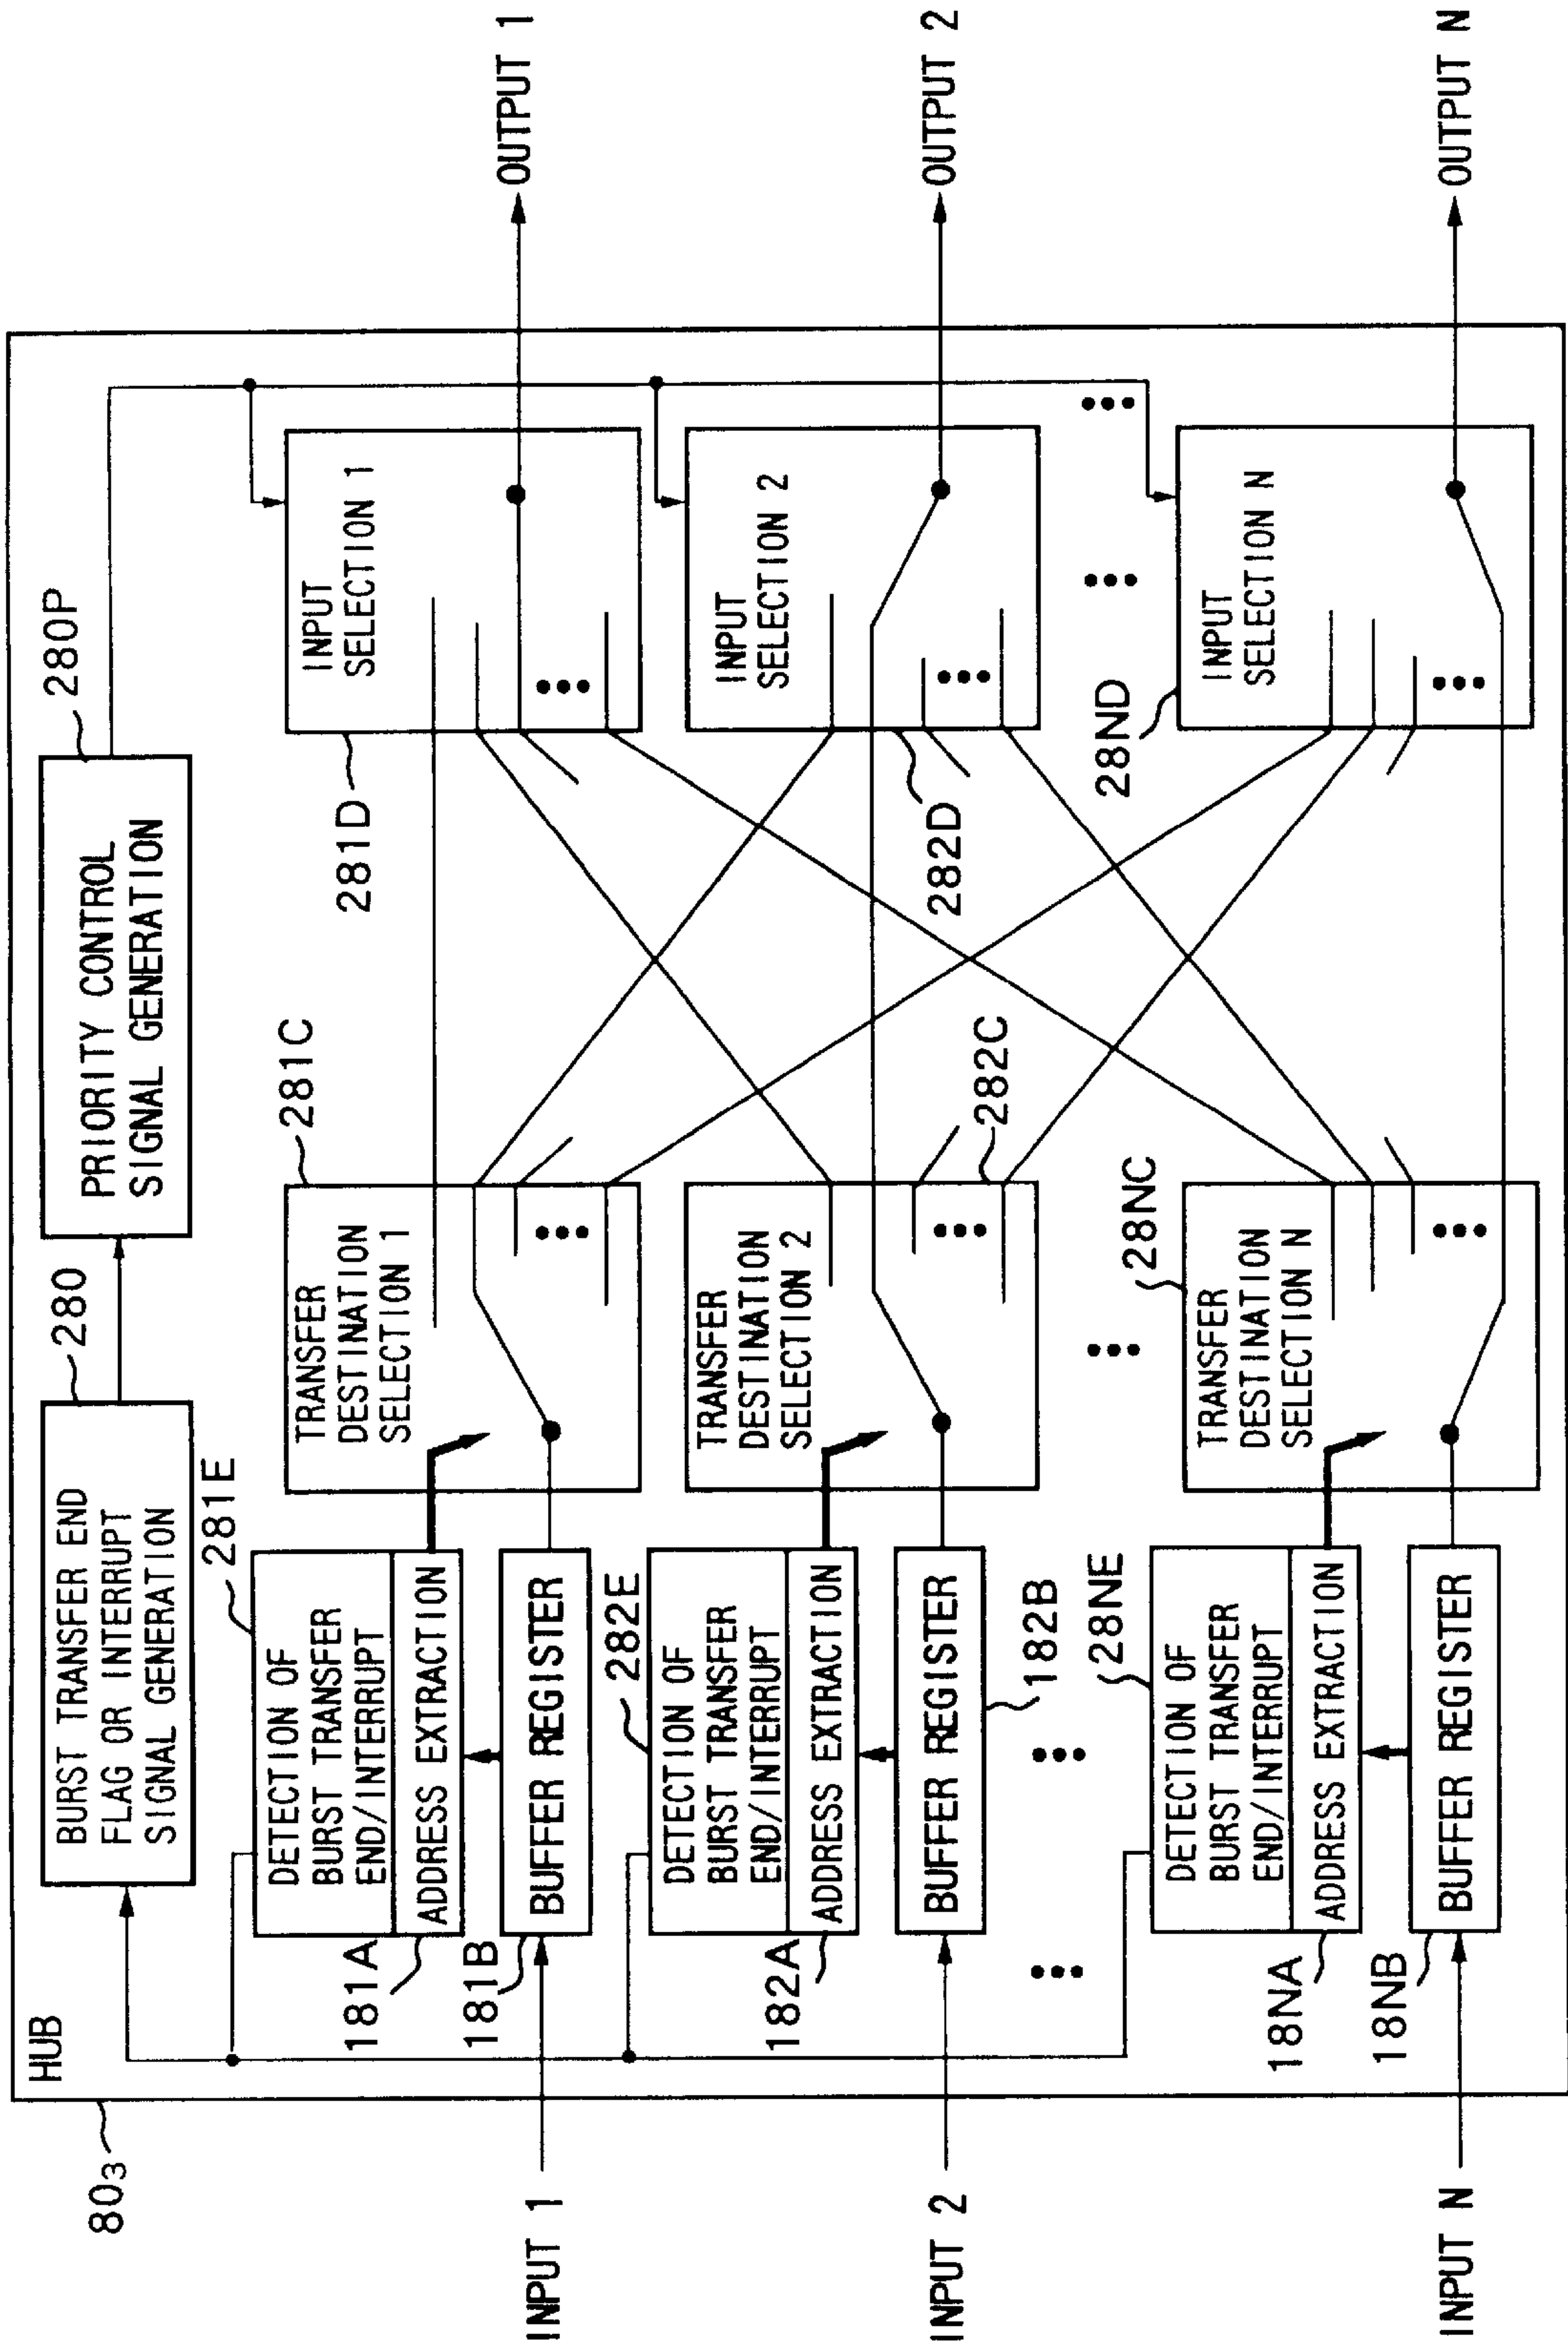 80₃
HUB
BURST TRANSFER END
FLAG OR INTERRUPT
SIGNAL GENERATION
280
PRIORITY CONTROL
SIGNAL GENERATION
280P
281E
DETECTION OF
BURST TRANSFER
END/INTERRUPT
ADDRESS EXTRACTION
181A
BUFFER REGISTER
181B
INPUT 1
TRANSFER
DESTINATION
SELECTION 1
281C
INPUT
SELECTION 1
281D
OUTPUT 1
282E
DETECTION OF
BURST TRANSFER
END/INTERRUPT
ADDRESS EXTRACTION
182A
BUFFER REGISTER
182B
INPUT 2
TRANSFER
DESTINATION
SELECTION 2
282C
INPUT
SELECTION 2
282D
OUTPUT 2
28NE
DETECTION OF
BURST TRANSFER
END/INTERRUPT
ADDRESS EXTRACTION
18NA
BUFFER REGISTER
18NB
INPUT N
TRANSFER
DESTINATION
SELECTION N
28NC
INPUT
SELECTION N
28ND
OUTPUT N